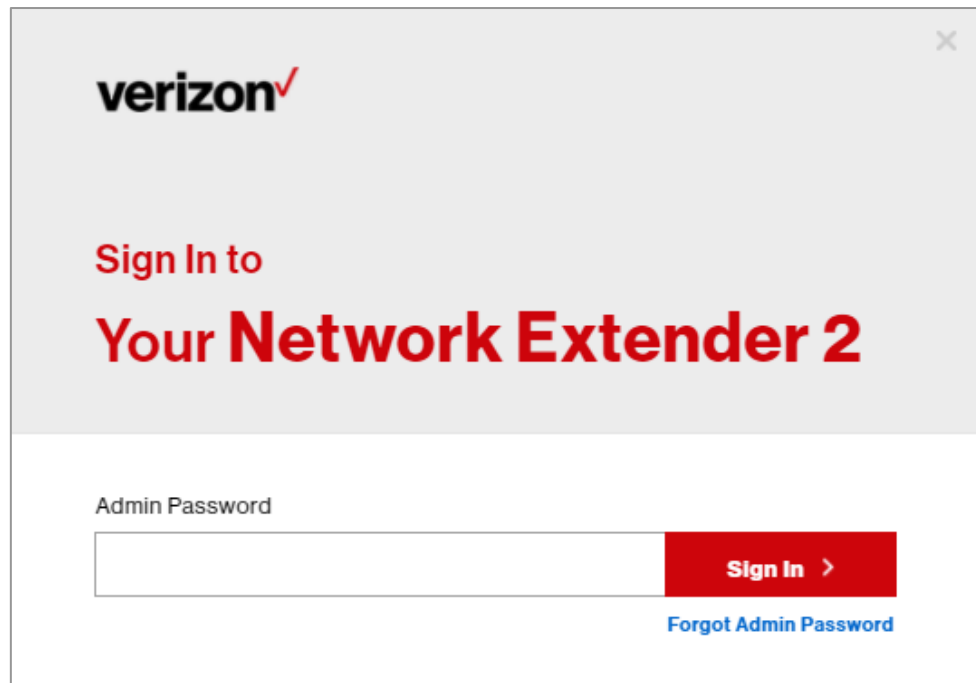 verizon
Sign In to
Your Network Extender 2
Admin Password
Sign In
Forgot Admin Password